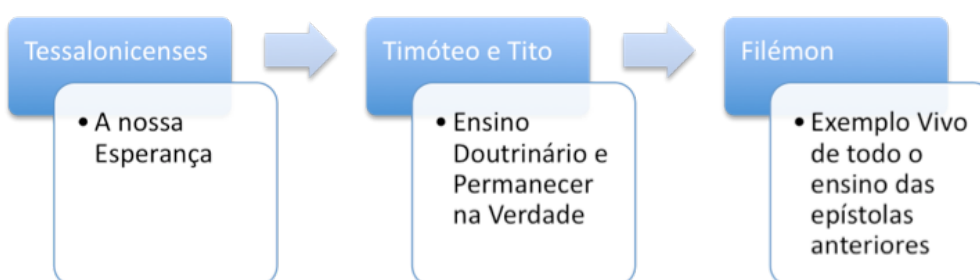 Tessalonicenses
• A nossa
Esperança
Timóteo e Tito
• Ensino
Doutrinário e
Permanecer
na Verdade
Filémon
• Exemplo Vivo
de todo o
ensino das
epístolas
anteriores